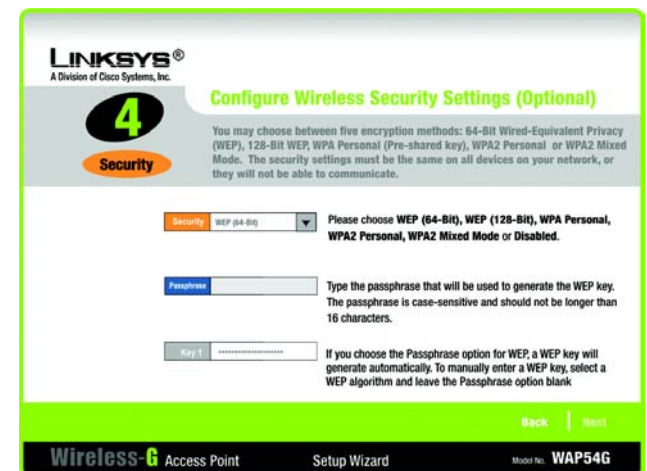 LINKSYS®
A Division of Cisco Systems, Inc.
4
Security
Configure Wireless Security Settings (Optional)
You may choose between five encryption methods: 64-Bit Wired-Equivalent Privacy
(WEP), 128-Bit WEP, WPA Personal (Pre-shared key), WPA2 Personal or WPA2 Mixed
Mode. The security settings must be the same on all devices on your network, or
they will not be able to communicate.
Security WEP (64-Bit)
Please choose WEP (64-Bit), WEP (128-Bit), WPA Personal,
WPA2 Personal, WPA2 Mixed Mode or Disabled.
Passphrase
Type the passphrase that will be used to generate the WEP key.
The passphrase is case-sensitive and should not be longer than
16 characters.
Key 1
If you choose the Passphrase option for WEP, a WEP key will
generate automatically. To manually enter a WEP key, select a
WEP algorithm and leave the Passphrase option blank
Back Next
Wireless-G Access Point Setup Wizard Model No. WAP54G